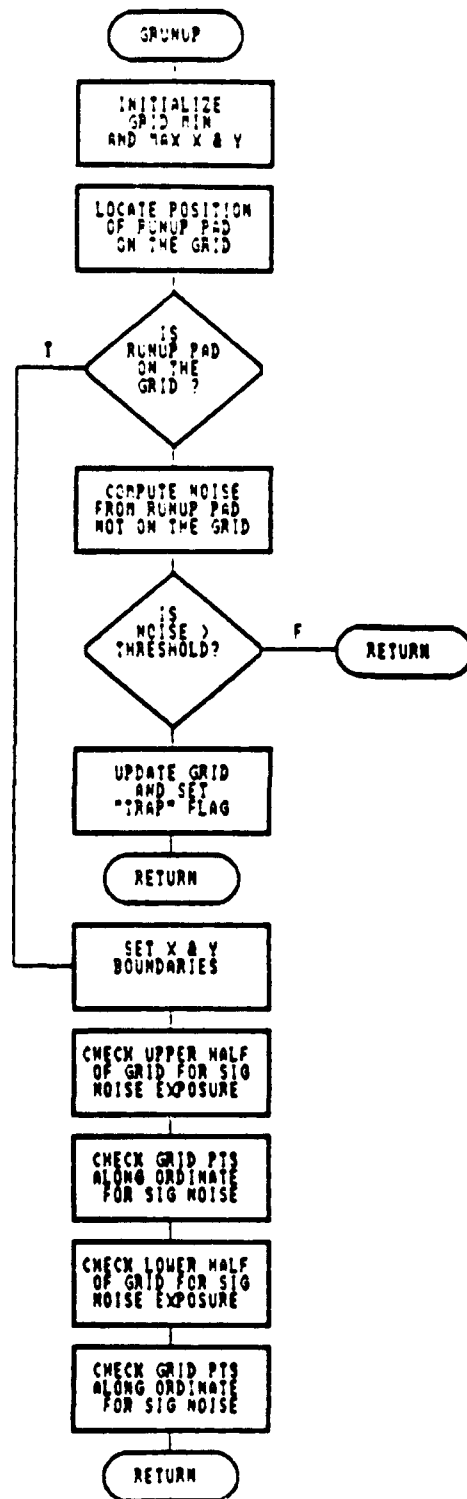 GRUNUP
INITIALIZE
GRID MIN
AND MAX X & Y
LOCATE POSITION
OF RUNUP PAD
ON THE GRID
IS
RUNUP PAD
ON THE
GRID ?
T
COMPUTE NOISE
FROM RUNUP PAD
NOT ON THE GRID
IS
NOISE >
THRESHOLD?
F
RETURN
UPDATE GRID
AND SET
"TRAP" FLAG
RETURN
SET X & Y
BOUNDARIES
CHECK UPPER HALF
OF GRID FOR SIG
NOISE EXPOSURE
CHECK GRID PTS
ALONG ORDINATE
FOR SIG NOISE
CHECK LOWER HALF
OF GRID FOR SIG
NOISE EXPOSURE
CHECK GRID PTS
ALONG ORDINATE
FOR SIG NOISE
RETURN